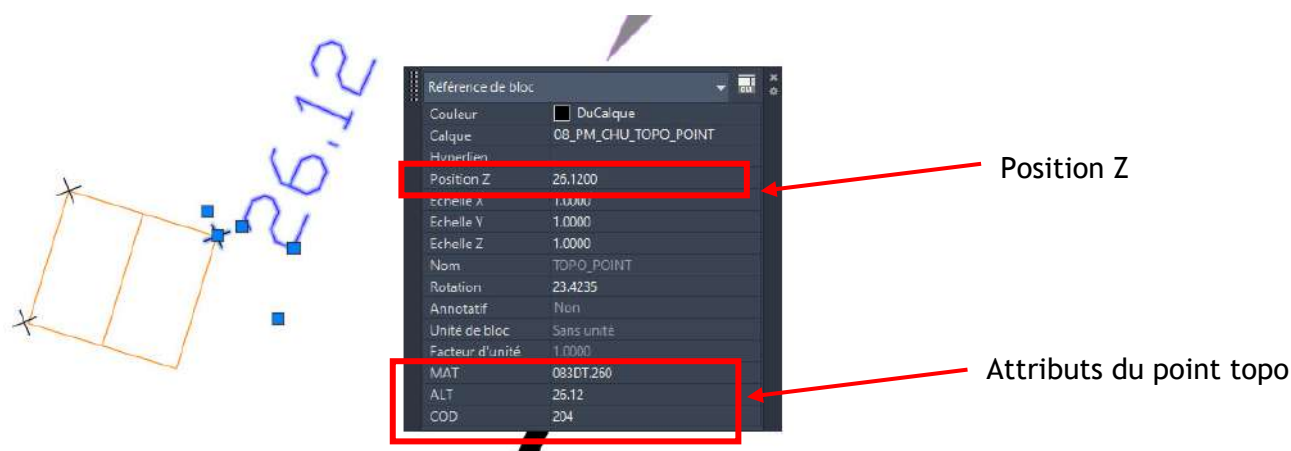 26.12
Référence de bloc
Couleur DuCalque
Calque 08_PM_CHU_TOPO_POINT
Hyperlien
Position Z 26.1200
Echelle X 1.0000
Echelle Y 1.0000
Echelle Z 1.0000
Nom TOPO_POINT
Rotation 23.4235
Annotatif Non
Unité de bloc Sans unité
Facteur d'unité 1.0000
MAT 083DT.260
ALT 26.12
COD 204
Position Z
Attributs du point topo